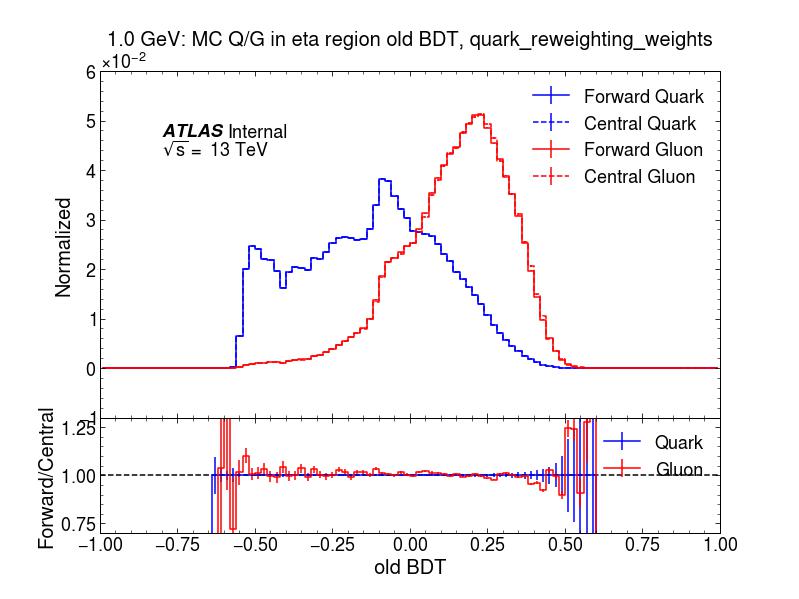 1.0 GeV: MC Q/G in eta region old BDT, quark_reweighting_weights
×10⁻²
6
5
4
3
2
1
0
−1
Normalized
ATLAS Internal
√s = 13 TeV
Forward Quark
Central Quark
Forward Gluon
Central Gluon
1.25
1.00
0.75
Forward/Central
Quark
Gluon
−1.00 −0.75 −0.50 −0.25 0.00 0.25 0.50 0.75 1.00
old BDT